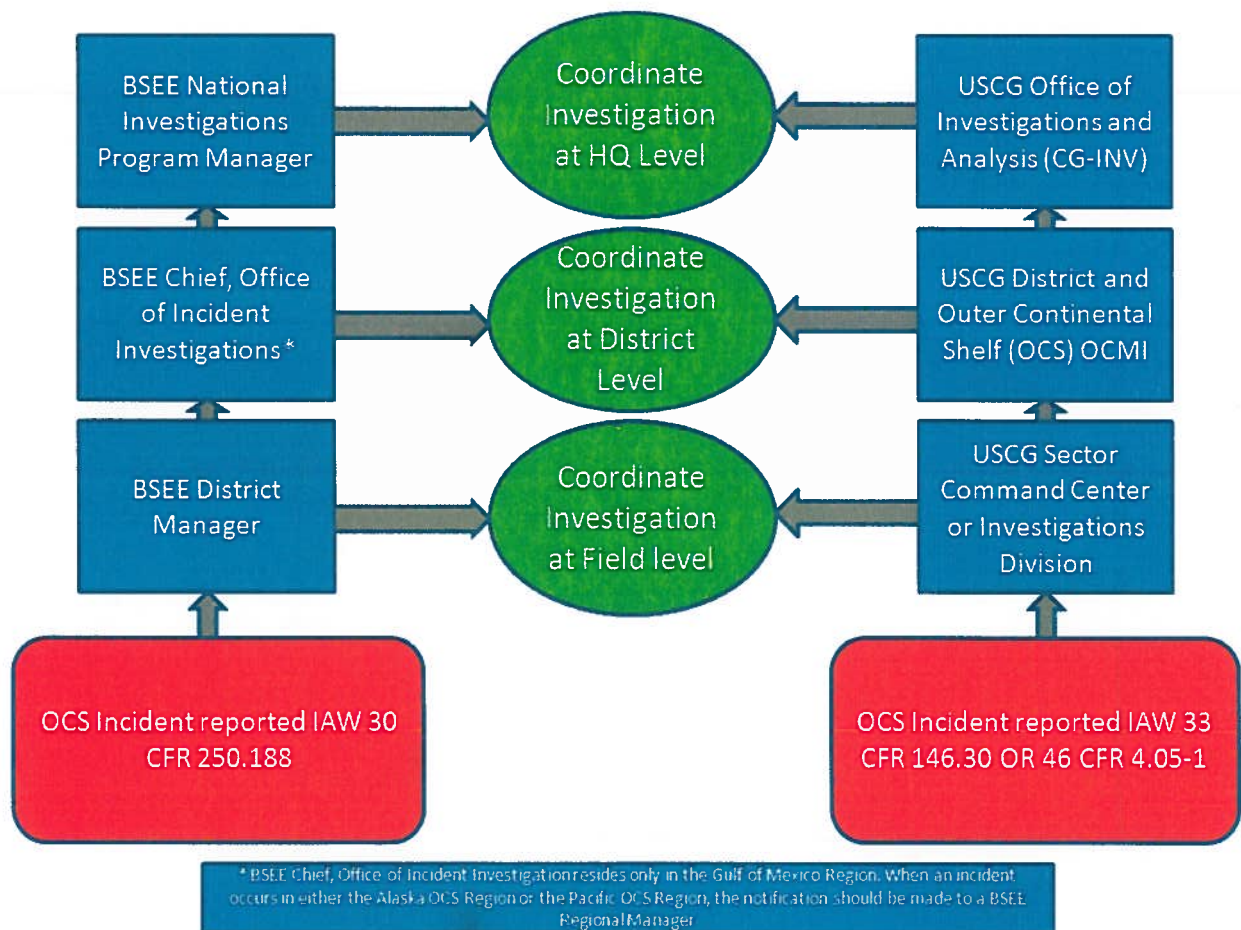 BSEE National
Investigations
Program Manager
Coordinate
Investigation
at HQ Level
USCG Office of
Investigations and
Analysis (CG-INV)
BSEE Chief, Office
of Incident
Investigations*
Coordinate
Investigation
at District
Level
USCG District and
Outer Continental
Shelf (OCS) OCMI
BSEE District
Manager
Coordinate
Investigation
at Field level
USCG Sector
Command Center
or Investigations
Division
OCS Incident reported IAW 30
CFR 250.188
OCS Incident reported IAW 33
CFR 146.30 OR 46 CFR 4.05-1
* BSEE Chief, Office of Incident Investigation resides only in the Gulf of Mexico Region. When an incident
occurs in either the Alaska OCS Region or the Pacific OCS Region, the notification should be made to a BSEE
Regional Manager